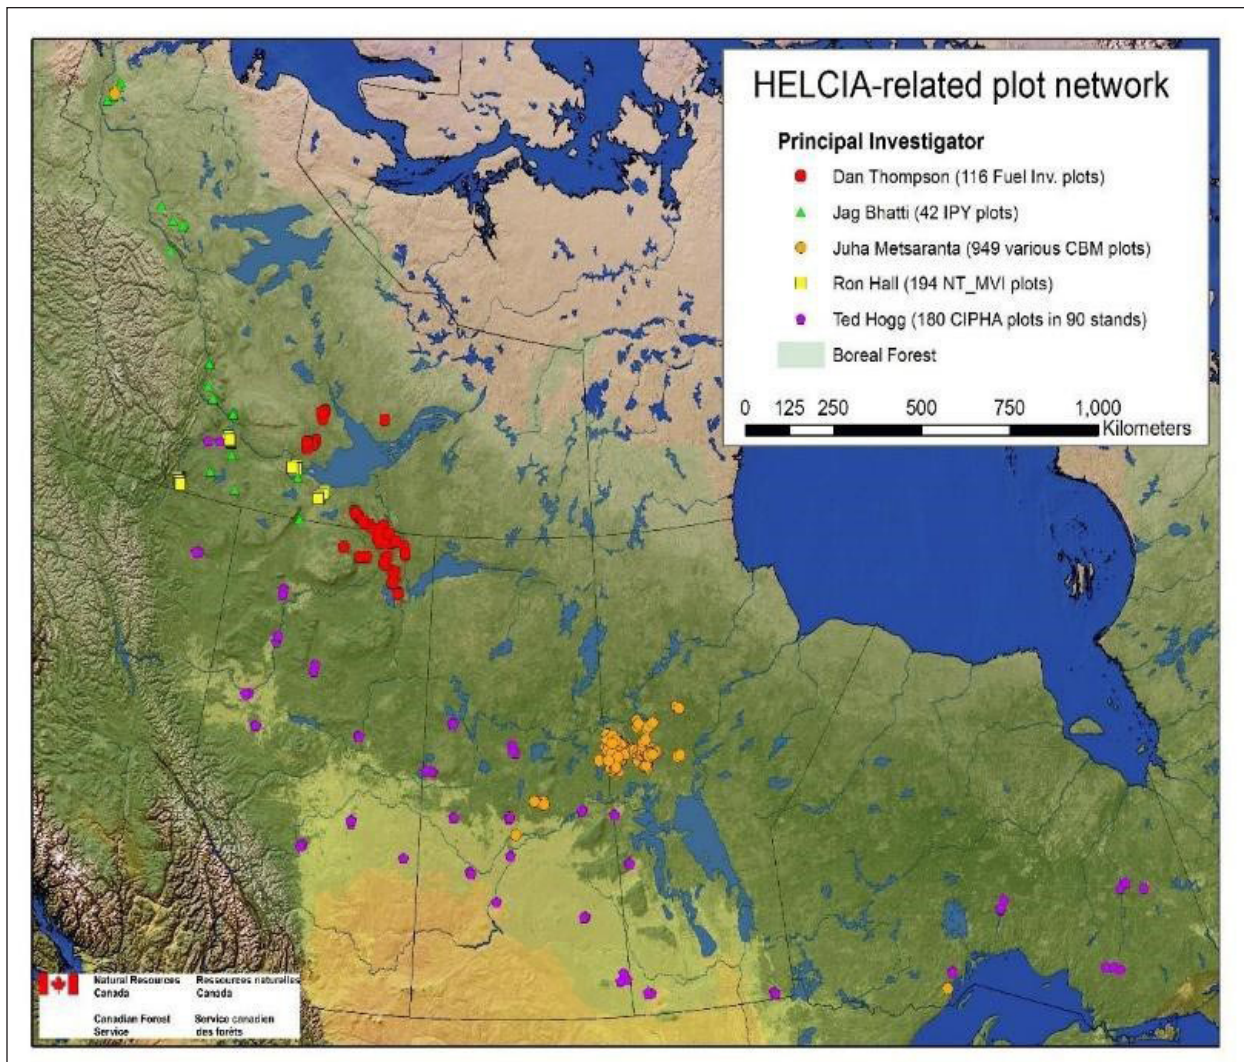 HELCIA-related plot network
Principal Investigator
Dan Thompson (116 Fuel Inv. plots)
Jag Bhatti (42 IPY plots)
Juha Metsaranta (949 various CBM plots)
Ron Hall (194 NT_MVI plots)
Ted Hogg (180 CIPHA plots in 90 stands)
Boreal Forest
0 125 250 500 750 1,000
Kilometers
Natural Resources Canada
Ressources naturelles Canada
Canadian Forest Service
Service canadien des forêts